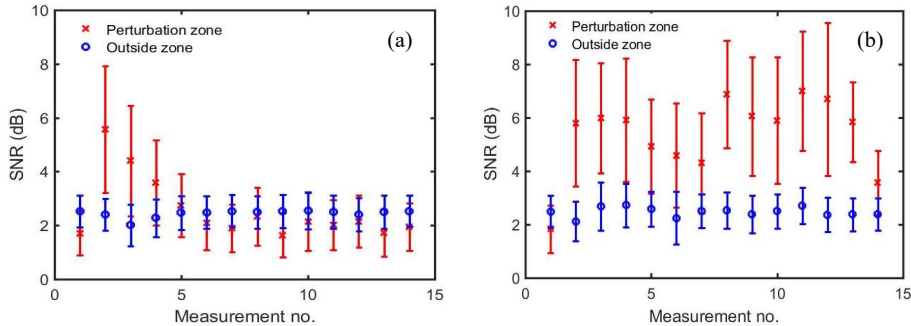 10
8
6
4
2
0
SNR (dB)
Perturbation zone
Outside zone
(a)
0 5 10 15
Measurement no.
10
8
6
4
2
0
SNR (dB)
Perturbation zone
Outside zone
(b)
0 5 10 15
Measurement no.